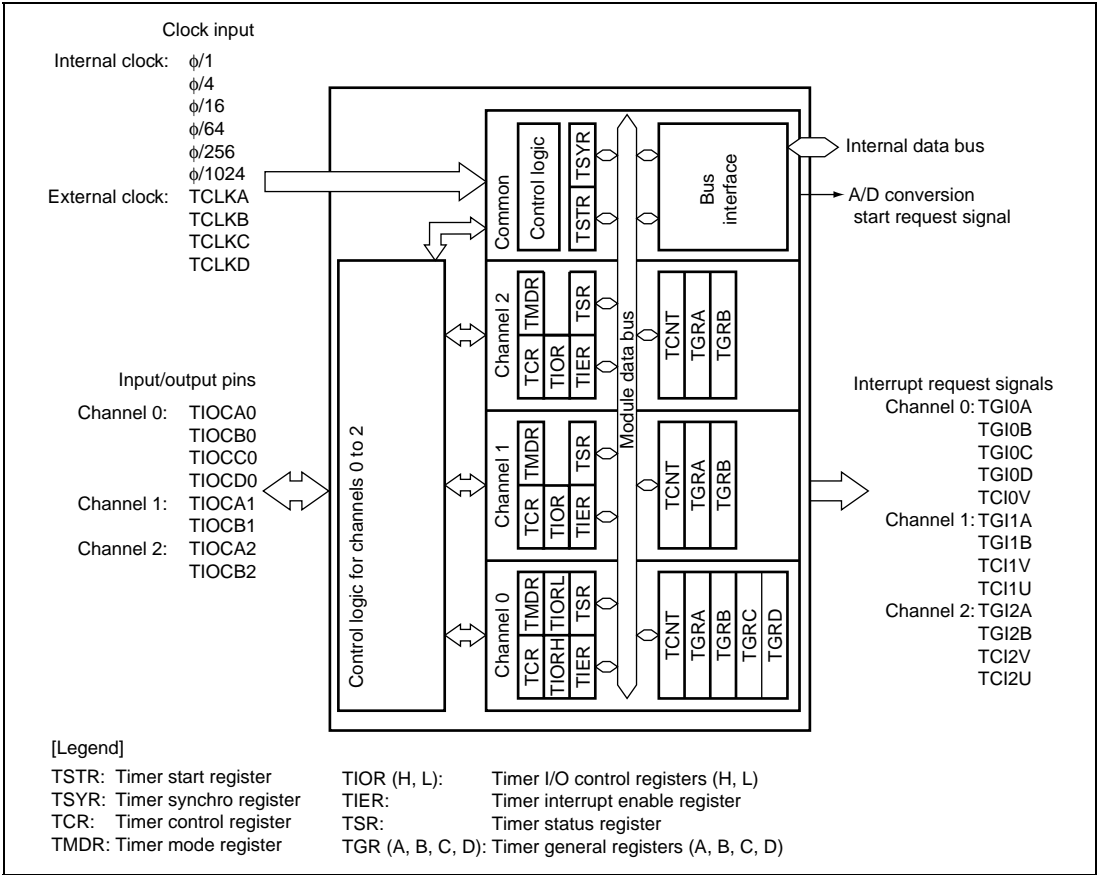 Clock input
Internal clock: ϕ/1
ϕ/4
ϕ/16
ϕ/64
ϕ/256
ϕ/1024
External clock: TCLKA
TCLKB
TCLKC
TCLKD
Input/output pins
Channel 0: TIOCA0
TIOCB0
TIOCC0
TIOCD0
Channel 1: TIOCA1
TIOCB1
Channel 2: TIOCA2
TIOCB2
Control logic for channels 0 to 2
Common
Control logic
TSTR TSYR
Bus
interface
Module data bus
Channel 2
TCR TMDR
TIOR
TIER TSR
TCNT
TGRA
TGRB
Channel 1
TCR TMDR
TIOR
TIER TSR
TCNT
TGRA
TGRB
Channel 0
TCR TMDR
TIORH TIORL
TIER TSR
TCNT
TGRA
TGRB
TGRC
TGRD
Internal data bus
A/D conversion
start request signal
Interrupt request signals
Channel 0: TGI0A
TGI0B
TGI0C
TGI0D
TCI0V
Channel 1: TGI1A
TGI1B
TCI1V
TCI1U
Channel 2: TGI2A
TGI2B
TCI2V
TCI2U
[Legend]
TSTR: Timer start register
TSYR: Timer synchro register
TCR: Timer control register
TMDR: Timer mode register
TIOR (H, L): Timer I/O control registers (H, L)
TIER: Timer interrupt enable register
TSR: Timer status register
TGR (A, B, C, D): Timer general registers (A, B, C, D)